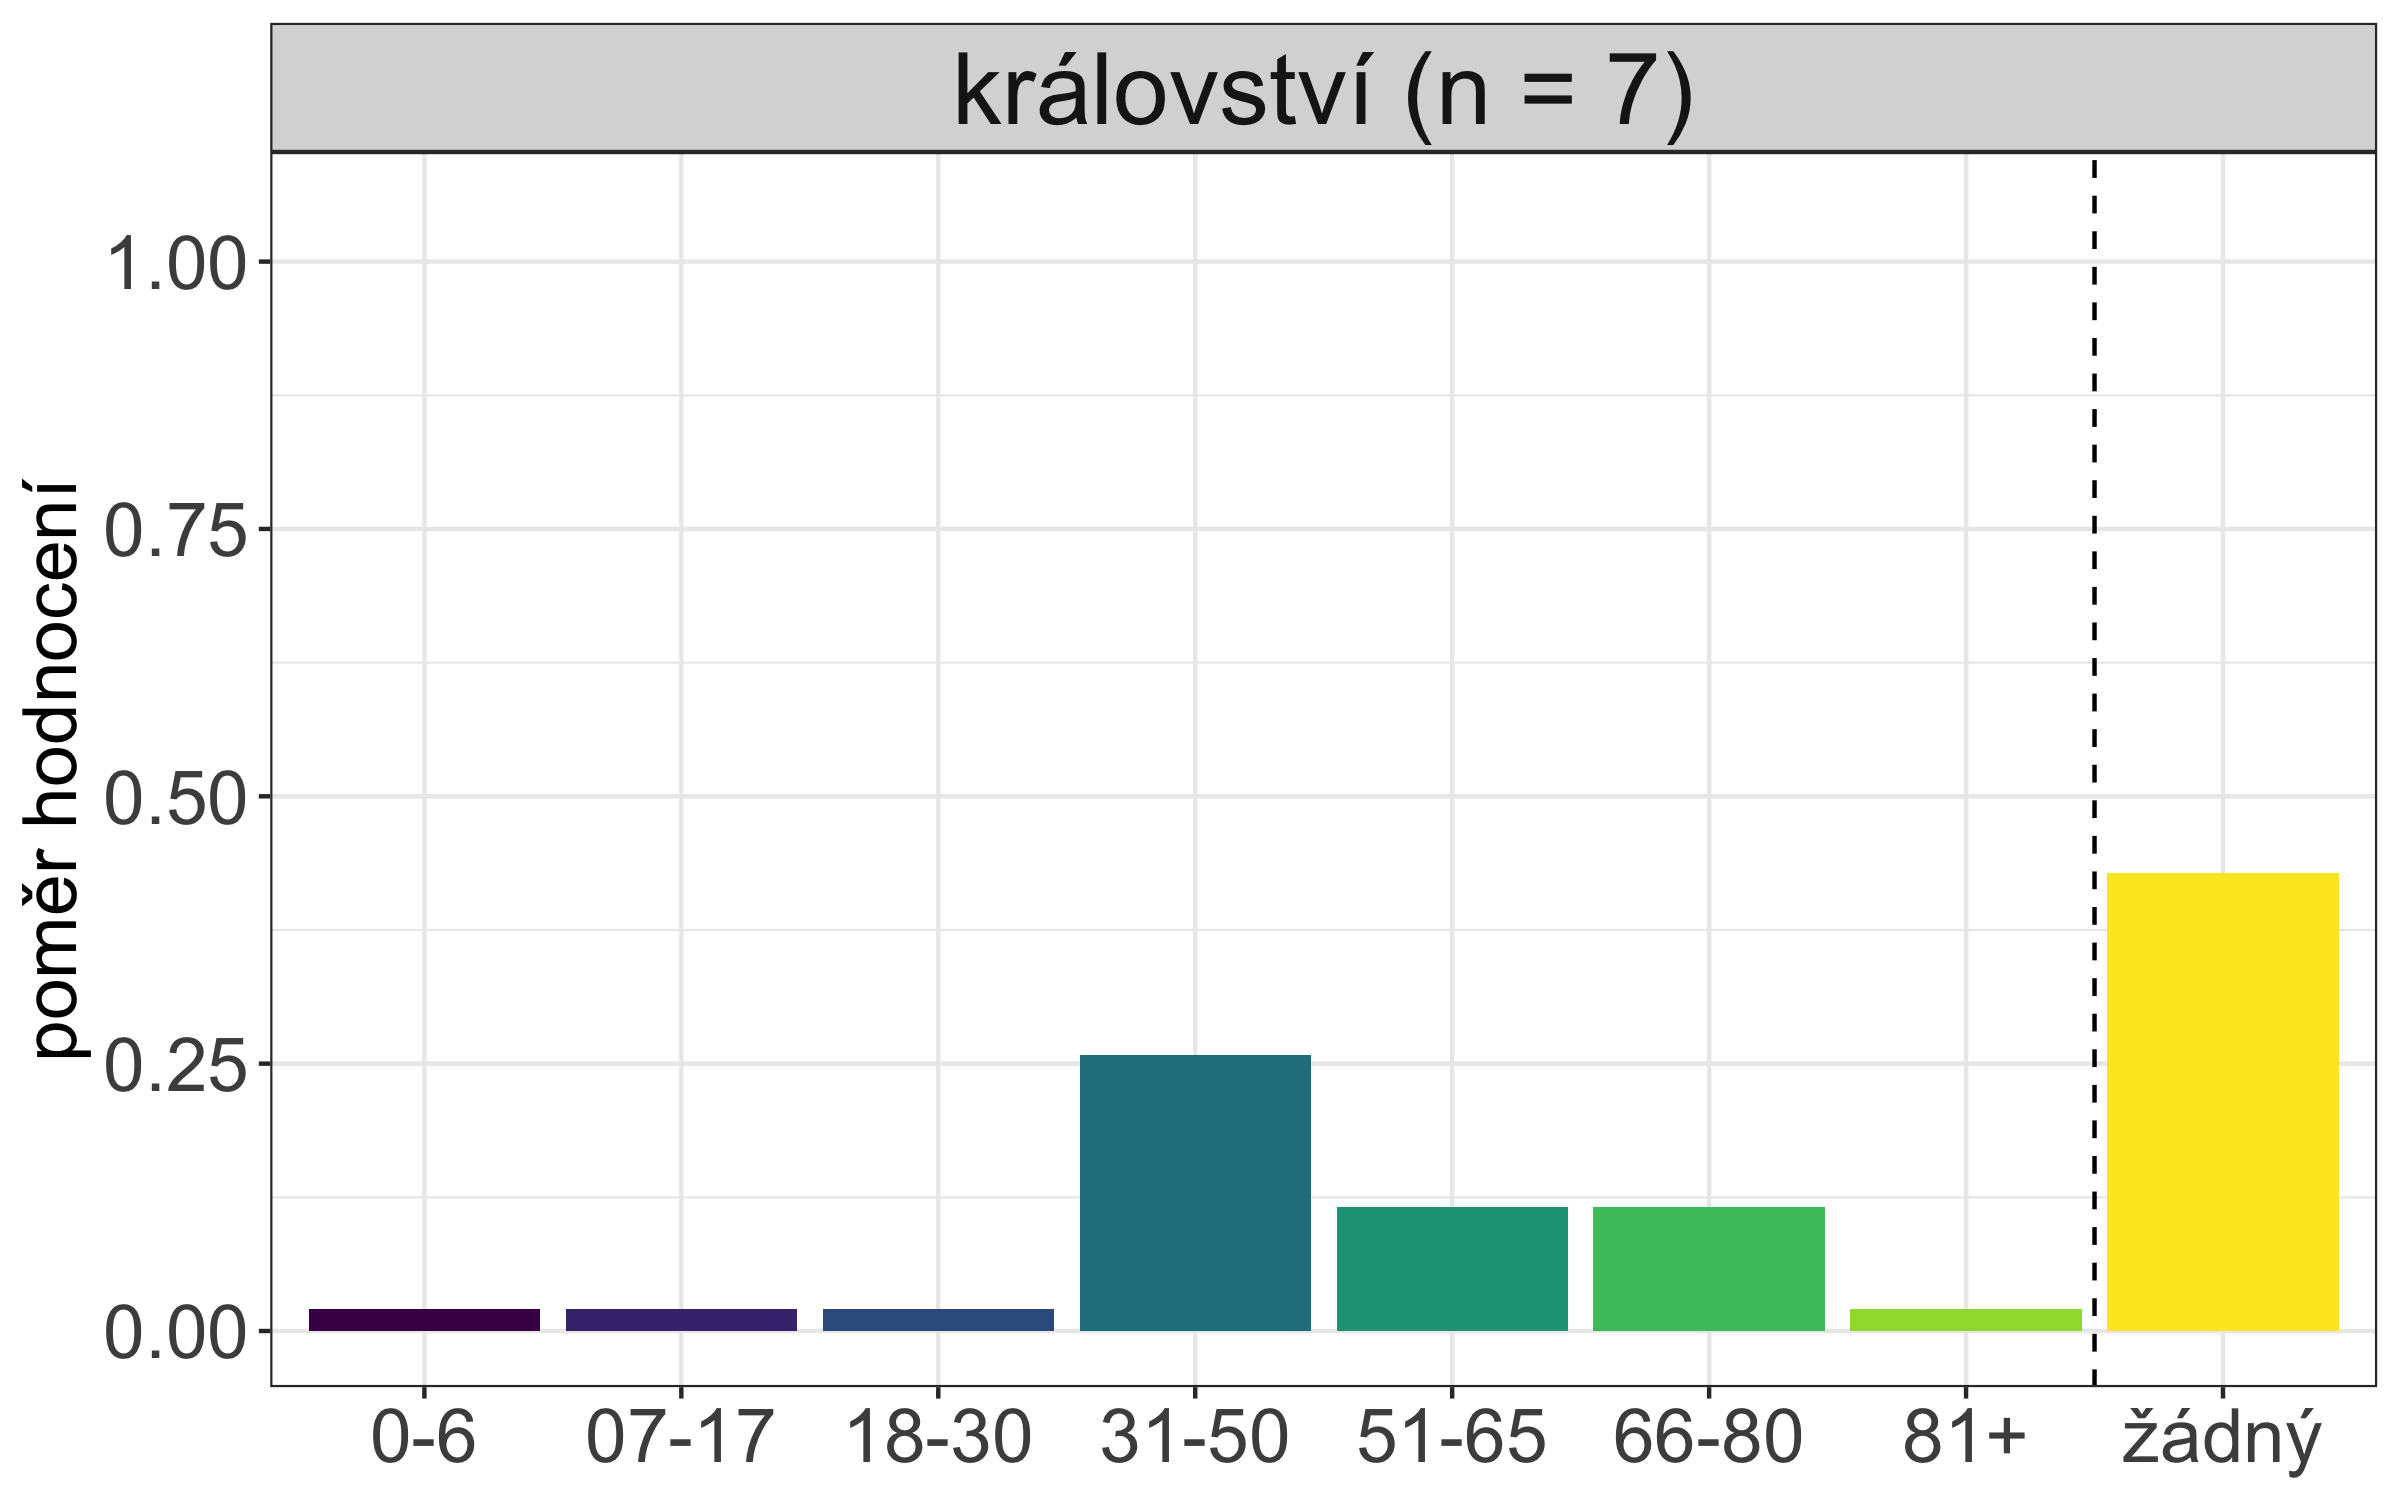 království (n = 7)
poměr hodnocení
1.00
0.75
0.50
0.25
0.00
0-6 07-17 18-30 31-50 51-65 66-80 81+ žádný